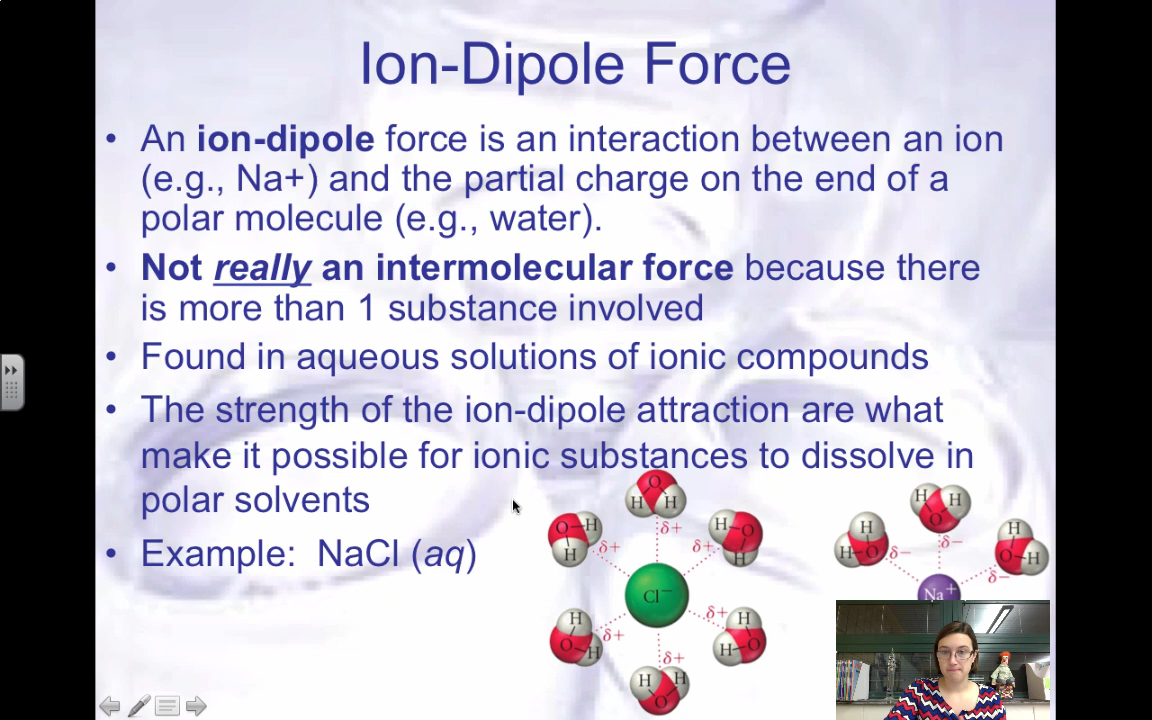 Ion-Dipole Force
• An ion-dipole force is an interaction between an ion
(e.g., Na+) and the partial charge on the end of a
polar molecule (e.g., water).
• Not really an intermolecular force because there
is more than 1 substance involved
• Found in aqueous solutions of ionic compounds
• The strength of the ion-dipole attraction are what
make it possible for ionic substances to dissolve in
polar solvents
• Example: NaCl (aq)
O
H H
δ+
O H
H
δ+
H O
H
δ+
Cl⁻
H
O H
δ+
H
H O
δ+
H H
O
δ+
H H
O
δ−
H
H O
δ−
H
O H
δ−
Na⁺